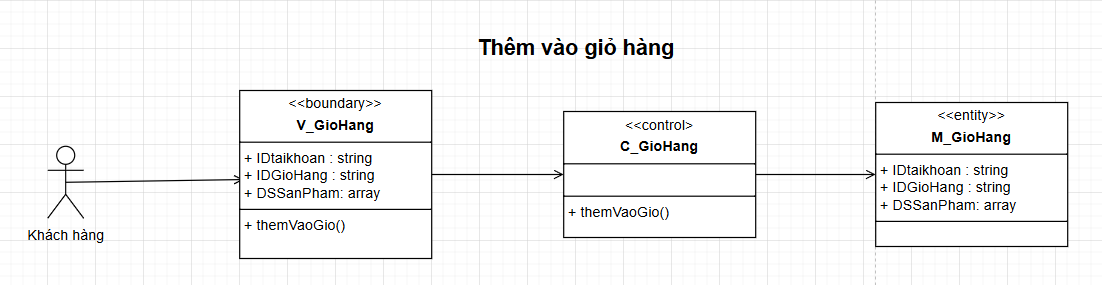 Thêm vào giỏ hàng
<<boundary>>
V_GioHang
+ IDtaikhoan : string
+ IDGioHang : string
+ DSSanPham: array
+ themVaoGio()
<<control>
C_GioHang
+ themVaoGio()
<<entity>>
M_GioHang
+ IDtaikhoan : string
+ IDGioHang : string
+ DSSanPham: array
Khách hàng